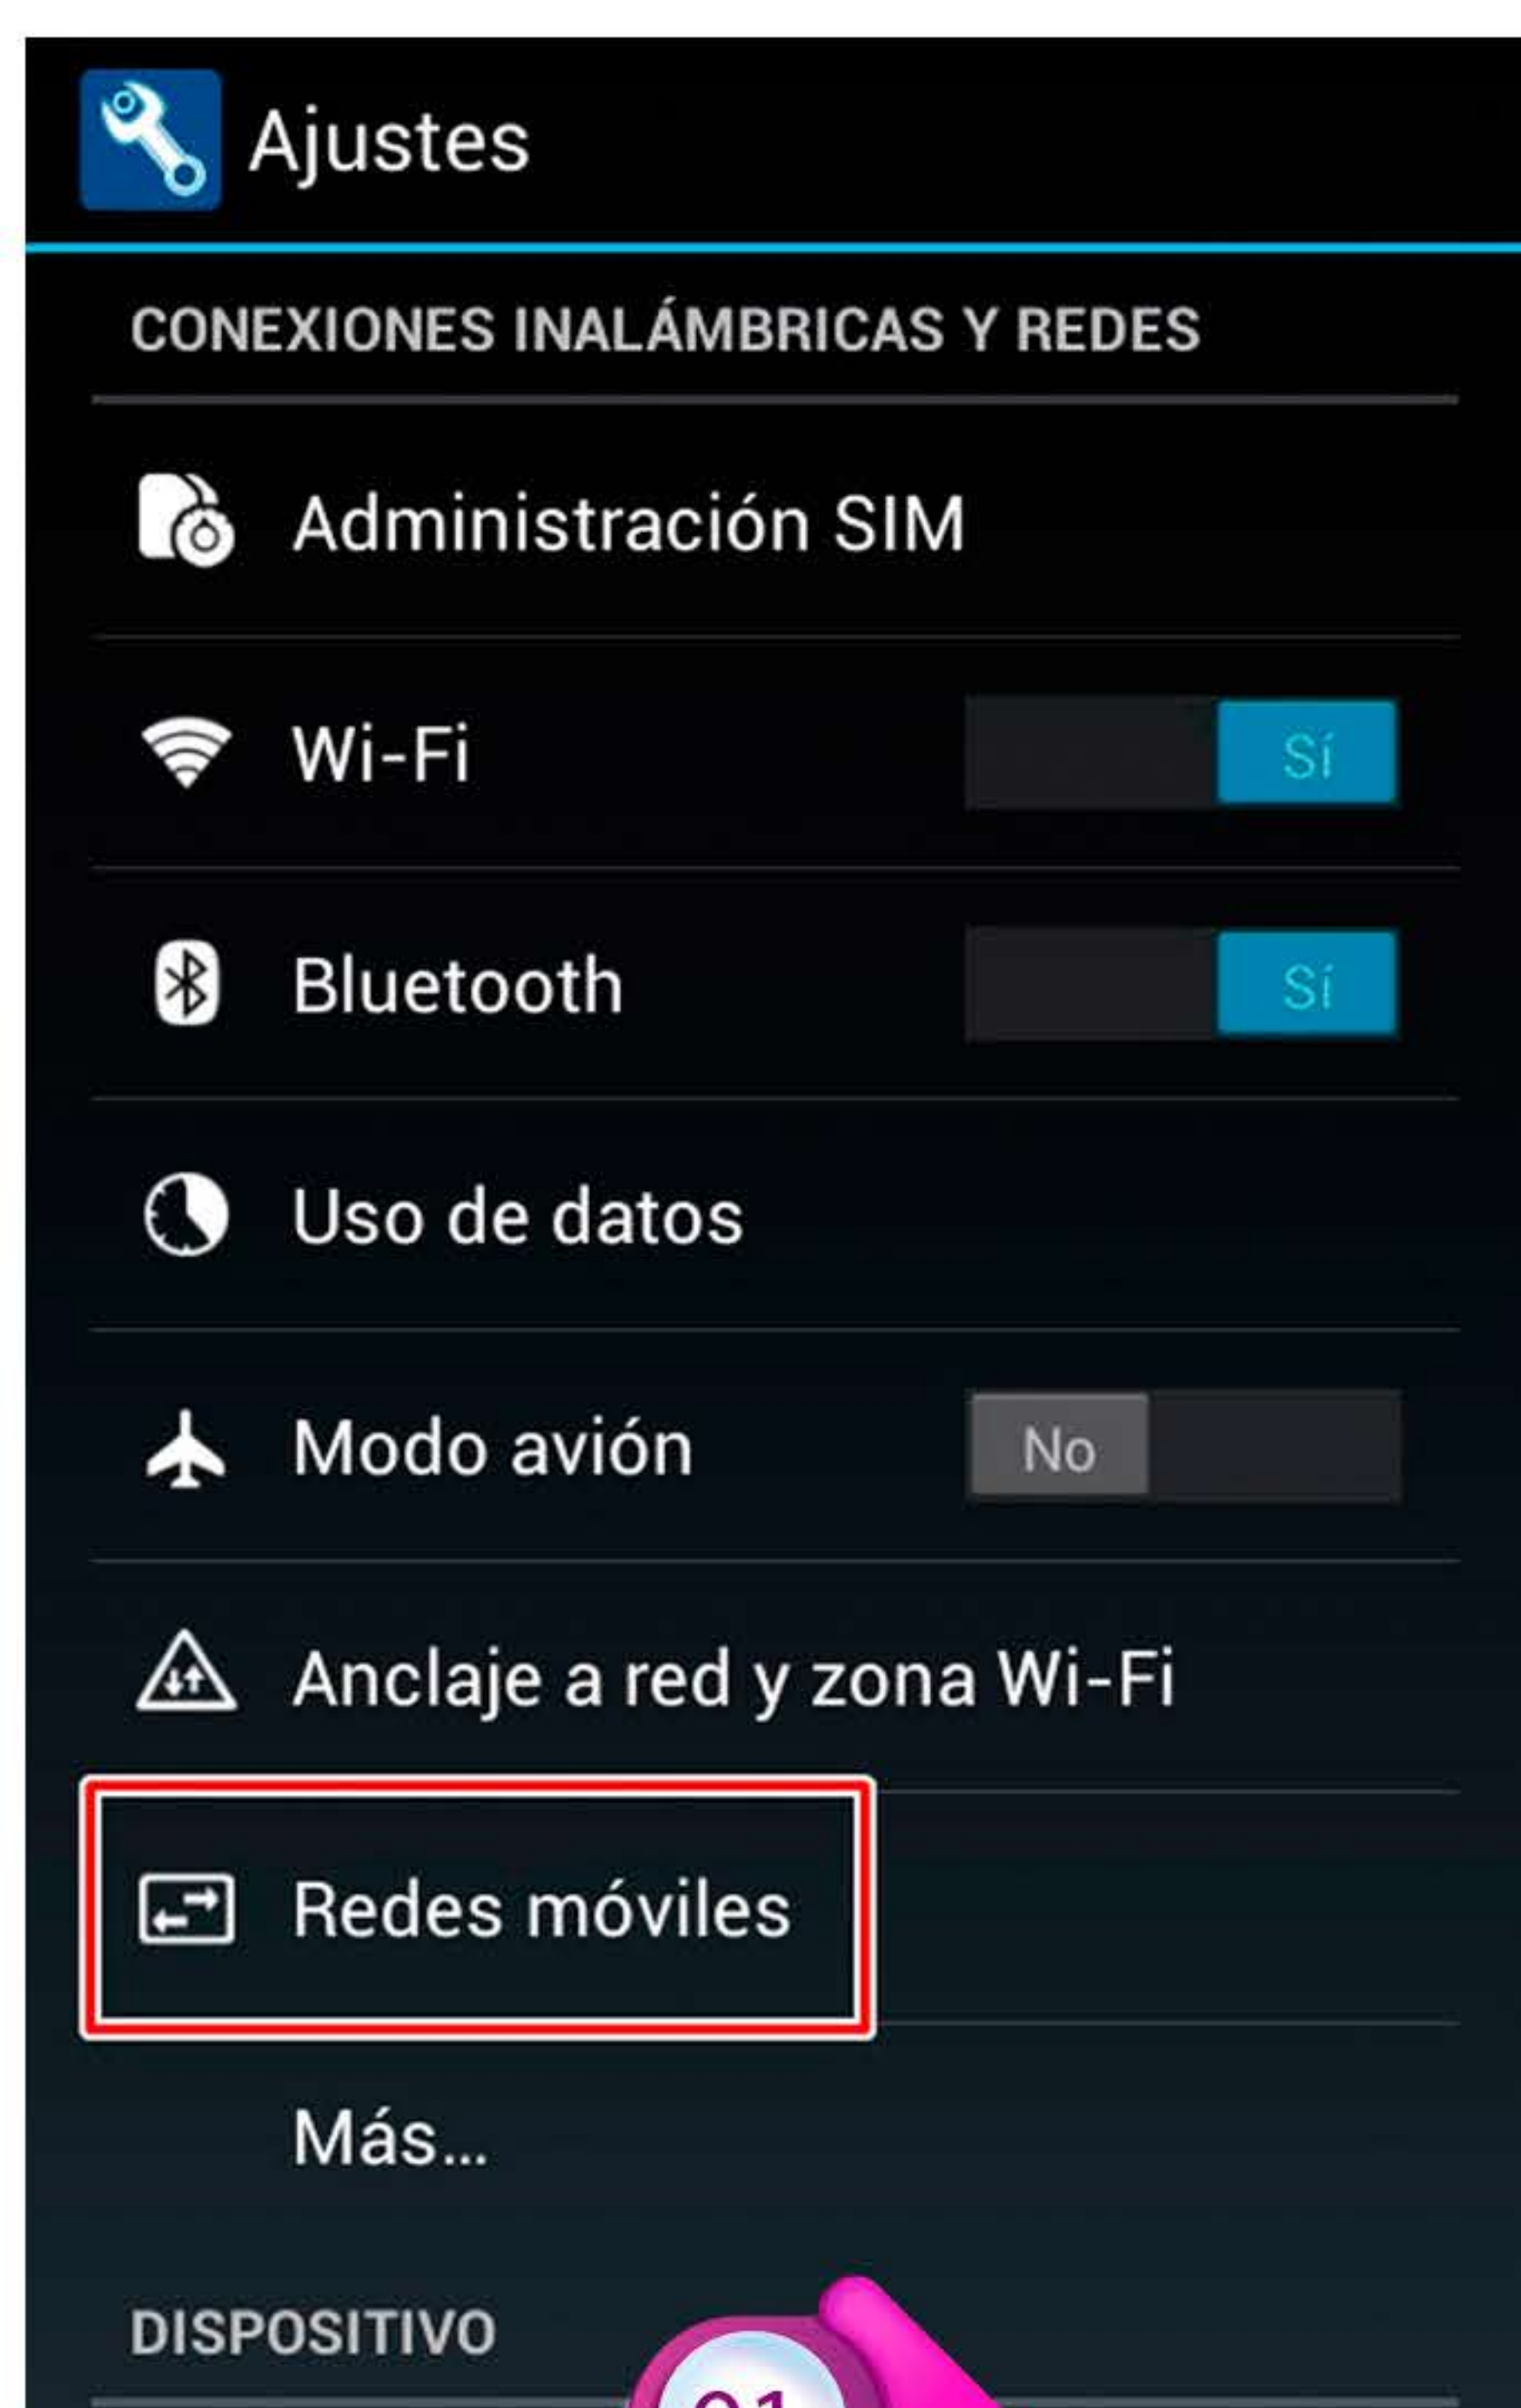 Ajustes
CONEXIONES INALÁMBRICAS Y REDES
Administración SIM
Wi-Fi
Sí
Bluetooth
Sí
Uso de datos
Modo avión
No
Anclaje a red y zona Wi-Fi
Redes móviles
Más...
DISPOSITIVO
01